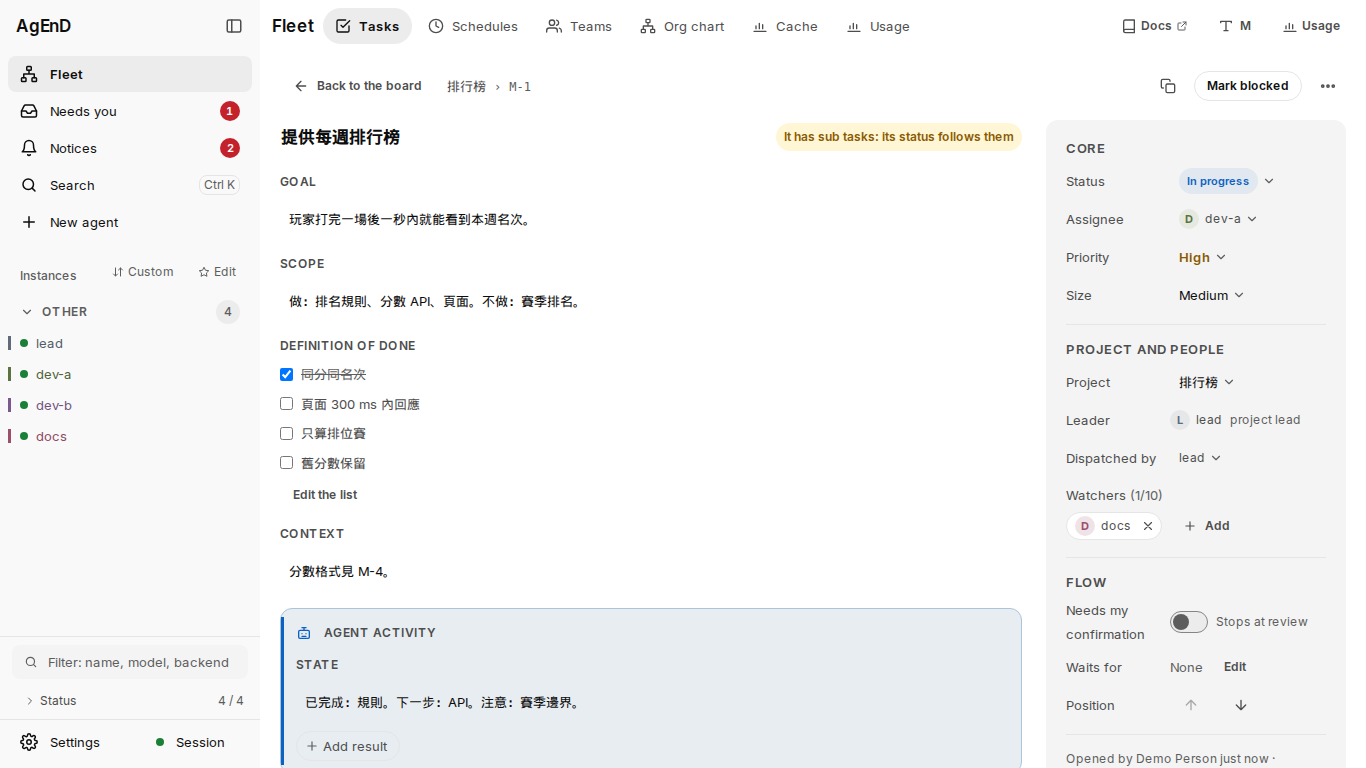 AgEnD
Fleet
Needs you
1
Notices
2
Search
Ctrl K
New agent
Instances
Custom
Edit
OTHER
4
lead
dev-a
dev-b
docs
Filter: name, model, backend
Status
4 / 4
Settings
Session
Fleet
Tasks
Schedules
Teams
Org chart
Cache
Usage
Docs
M
Usage
Back to the board
排行榜 › M-1
Mark blocked
提供每週排行榜
It has sub tasks: its status follows them
GOAL
玩家打完一場後一秒內就能看到本週名次。
SCOPE
做：排名規則、分數 API、頁面。不做：賽季排名。
DEFINITION OF DONE
同分同名次
頁面 300 ms 內回應
只算排位賽
舊分數保留
Edit the list
CONTEXT
分數格式見 M-4。
AGENT ACTIVITY
STATE
已完成：規則。下一步：API。注意：賽季邊界。
Add result
CORE
Status
In progress
Assignee
D
dev-a
Priority
High
Size
Medium
PROJECT AND PEOPLE
Project
排行榜
Leader
L
lead
project lead
Dispatched by
lead
Watchers (1/10)
D
docs
Add
FLOW
Needs my
confirmation
Stops at review
Waits for
None
Edit
Position
Opened by Demo Person just now ·